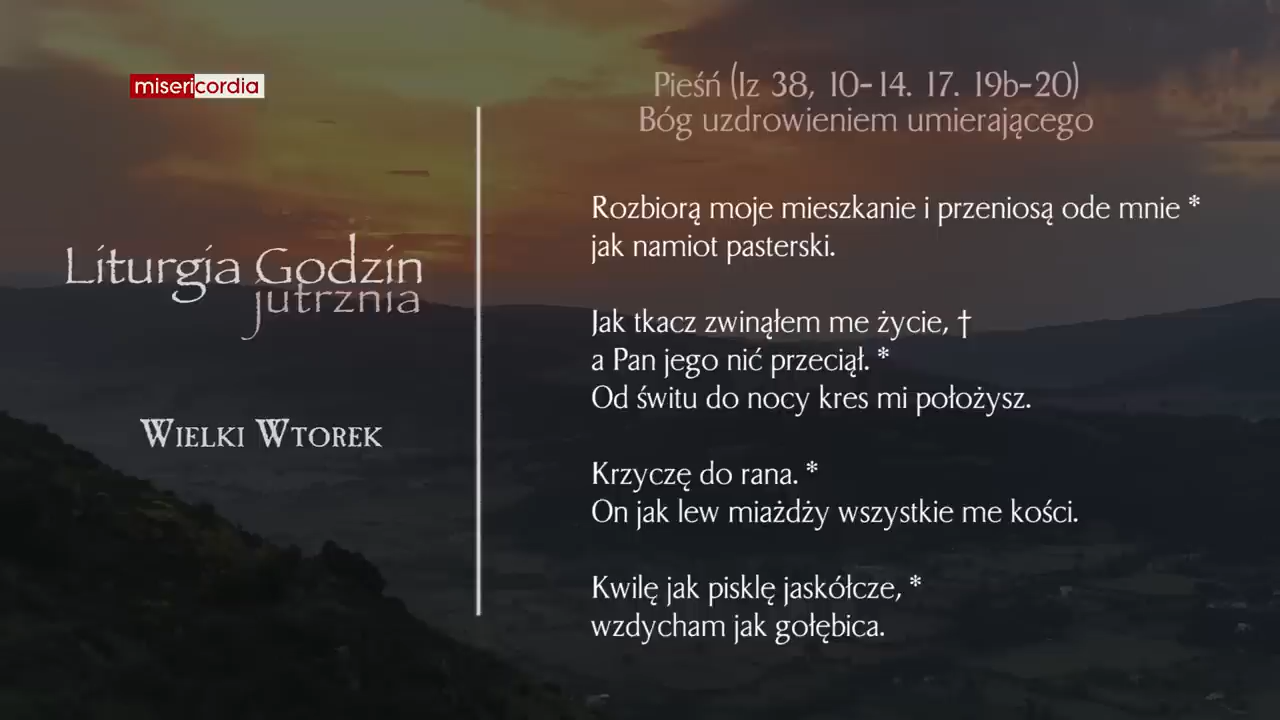 misericordia
Liturgia Godzin
jutrznia
Wielki Wtorek
Pieśń (Iz 38, 10-14. 17. 19b-20)
Bóg uzdrowieniem umierającego
Rozbiorą moje mieszkanie i przeniosą ode mnie *
jak namiot pasterski.
Jak tkacz zwinąłem me życie, †
a Pan jego nić przeciął. *
Od świtu do nocy kres mi położysz.
Krzyczę do rana. *
On jak lew miażdży wszystkie me kości.
Kwilę jak pisklę jaskółcze, *
wzdycham jak gołębica.